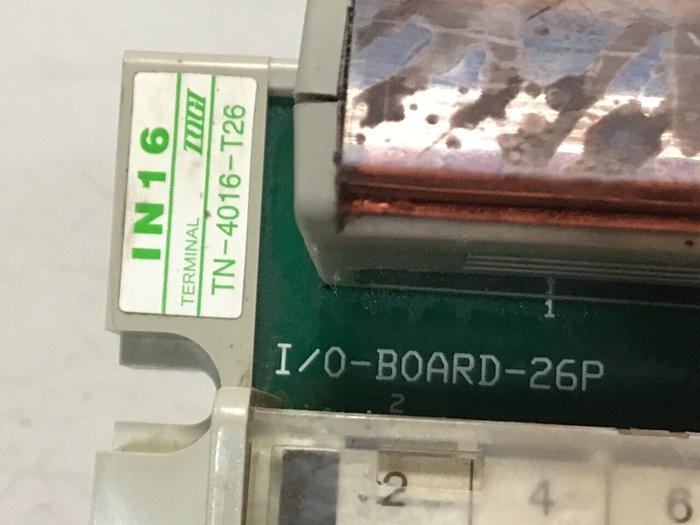 IN16
TERMINAL TOGI
TN-4016-T26
1
I/O-BOARD-26P
2
2 4 6